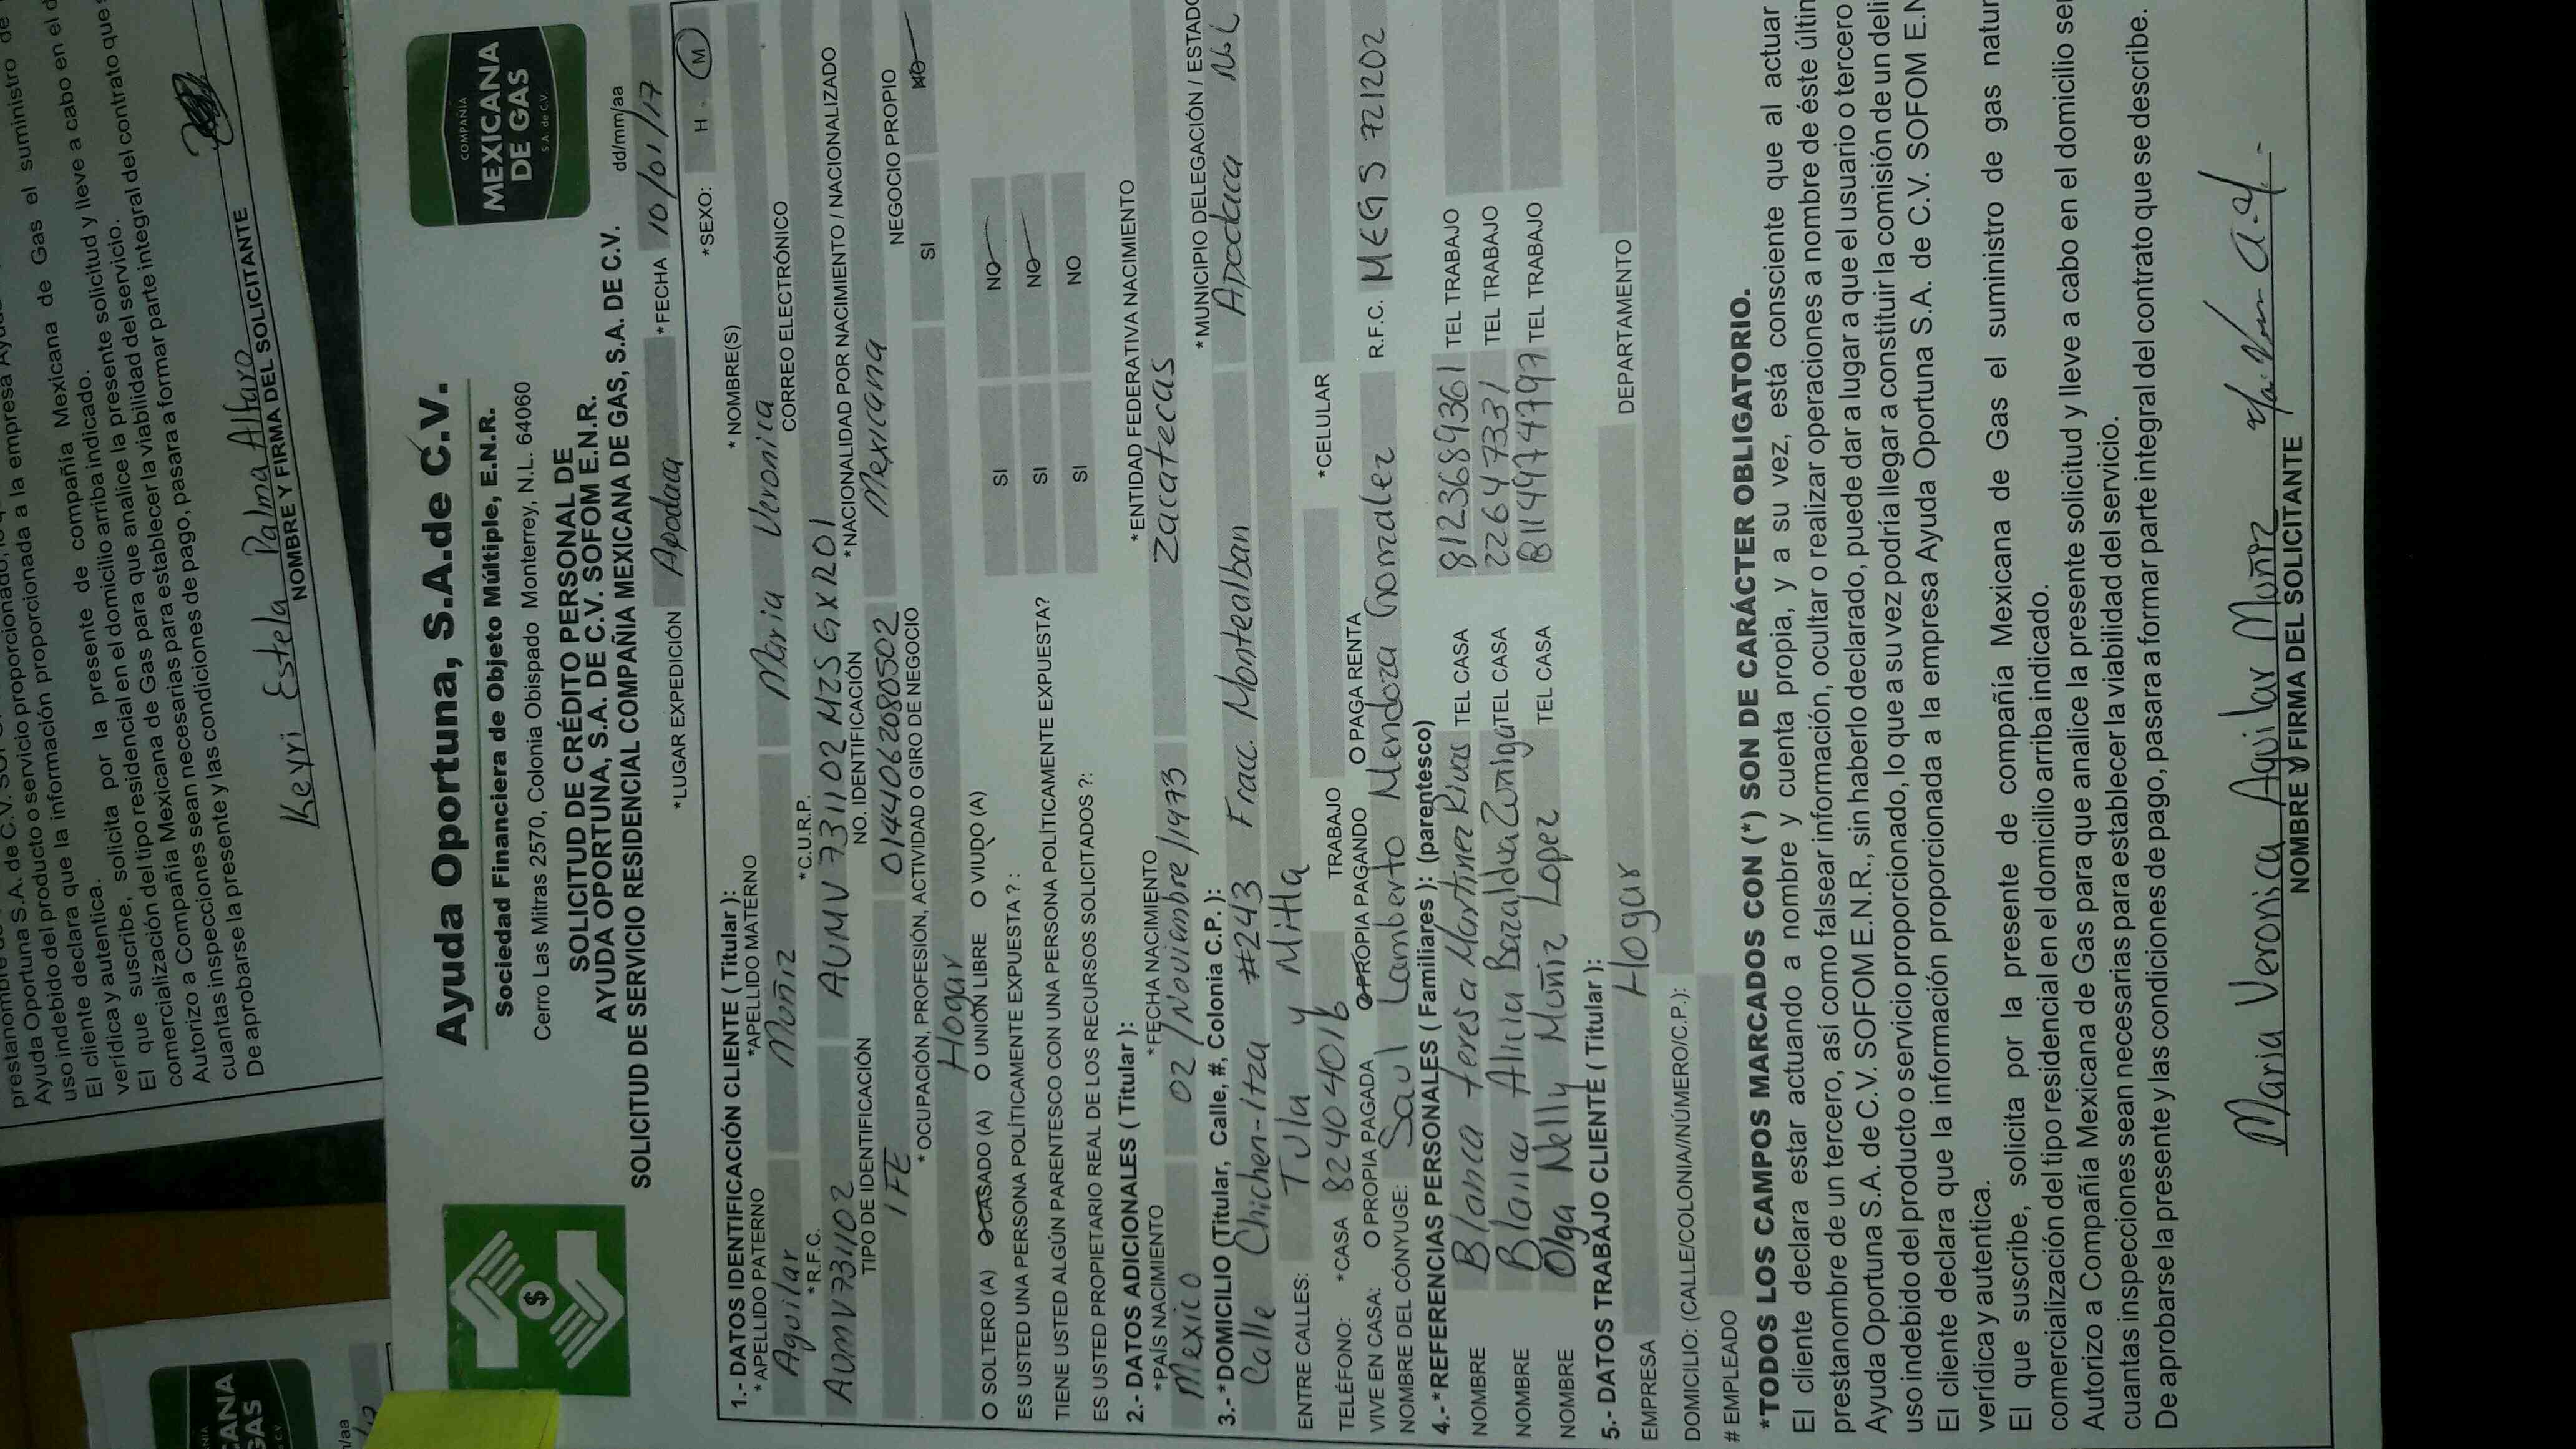 Ayuda Oportuna, S.A.de C.V.
Sociedad Financiera de Objeto Múltiple, E.N.R.
Cerro Las Mitras 2570, Colonia Obispado Monterrey, N.L. 64060
COMPAÑÍA
MEXICANA
DE GAS
S.A. de C.V.
SOLICITUD DE CRÉDITO PERSONAL DE
AYUDA OPORTUNA, S.A. DE C.V. SOFOM E.N.R.
SOLICITUD DE SERVICIO RESIDENCIAL COMPAÑIA MEXICANA DE GAS, S.A. DE C.V.
dd/mm/aa
*LUGAR EXPEDICIÓN Apodaca *FECHA 10/01/17
1.- DATOS IDENTIFICACIÓN CLIENTE ( Titular ): *SEXO: H - M
*APELLIDO PATERNO *APELLIDO MATERNO * NOMBRE(S)
Aguilar Muñiz Maria Veronica
*R.F.C. *C.U.R.P. CORREO ELECTRÓNICO
AUMV731102 AUMV731102MZSGXR01
TIPO DE IDENTIFICACIÓN NO. IDENTIFICACIÓN *NACIONALIDAD POR NACIMIENTO / NACIONALIZADO
IFE 0144062080502 Mexicana
*OCUPACIÓN, PROFESIÓN, ACTIVIDAD O GIRO DE NEGOCIO NEGOCIO PROPIO
Hogar SI NO
O SOLTERO (A) O CASADO (A) O UNIÓN LIBRE O VIUDO (A)
ES USTED UNA PERSONA POLÍTICAMENTE EXPUESTA ? : SI NO
TIENE USTED ALGÚN PARENTESCO CON UNA PERSONA POLÍTICAMENTE EXPUESTA? SI NO
ES USTED PROPIETARIO REAL DE LOS RECURSOS SOLICITADOS ?: SI NO
2.- DATOS ADICIONALES ( Titular ):
*PAÍS NACIMIENTO *FECHA NACIMIENTO *ENTIDAD FEDERATIVA NACIMIENTO
Mexico 02/Noviembre/1973 Zacatecas
3.-*DOMICILIO (Titular, Calle, #, Colonia C.P. ): *MUNICIPIO DELEGACIÓN / ESTADO
Calle Chichen-Itza #243 Fracc. Montealban Apodaca N.L
ENTRE CALLES: Tula y Mitla
TELÉFONO: *CASA 82404016 TRABAJO *CELULAR
VIVE EN CASA: O PROPIA PAGADA O PROPIA PAGANDO O PAGA RENTA
NOMBRE DEL CÓNYUGE: Saul Lamberto Mendoza Gonzalez R.F.C. MEGS 721202
4.-*REFERENCIAS PERSONALES ( Familiares ): (parentesco)
NOMBRE Blanca teresa Martinez Rivas TEL CASA 8123689361 TEL TRABAJO
NOMBRE Blanca Alicia Bazaldua Zuñiga TEL CASA 22647331 TEL TRABAJO
NOMBRE Olga Nelly Muñiz Lopez TEL CASA 8114974797 TEL TRABAJO
5.- DATOS TRABAJO CLIENTE ( Titular ):
EMPRESA Hogar DEPARTAMENTO
DOMICILIO: (CALLE/COLONIA/NÚMERO/C.P.):
# EMPLEADO
*TODOS LOS CAMPOS MARCADOS CON (*) SON DE CARÁCTER OBLIGATORIO.
El cliente declara estar actuando a nombre y cuenta propia, y a su vez, está consciente que al actuar
prestanombre de un tercero, así como falsear información, ocultar o realizar operaciones a nombre de éste últim
Ayuda Oportuna S.A. de C.V. SOFOM E.N.R., sin haberlo declarado, puede dar a lugar a que el usuario o tercero
uso indebido del producto o servicio proporcionado, lo que a su vez podría llegar a constituir la comisión de un deli
El cliente declara que la información proporcionada a la empresa Ayuda Oportuna S.A. de C.V. SOFOM E.N
verídica y autentica.
El que suscribe, solicita por la presente de compañía Mexicana de Gas el suministro de gas natur
comercialización del tipo residencial en el domicilio arriba indicado.
Autorizo a Compañía Mexicana de Gas para que analice la presente solicitud y lleve a cabo en el domicilio se
cuantas inspecciones sean necesarias para establecer la viabilidad del servicio.
De aprobarse la presente y las condiciones de pago, pasara a formar parte integral del contrato que se describe.
Maria Veronica Aguilar Muñiz
NOMBRE Y FIRMA DEL SOLICITANTE
Ayuda Oportuna S.A. de C.V.
uso indebido del producto o servicio proporcionado,
El cliente declara que la información proporcionada a la empresa
verídica y autentica.
El que suscribe, solicita por la presente de compañía Mexicana de Gas el suministro de
comercialización del tipo residencial en el domicilio arriba indicado.
Autorizo a Compañía Mexicana de Gas para que analice la presente solicitud y lleve a cabo en el d
cuantas inspecciones sean necesarias para establecer la viabilidad del servicio.
De aprobarse la presente y las condiciones de pago, pasara a formar parte integral del contrato que
Keyri Estela Palma Alfaro
NOMBRE Y FIRMA DEL SOLICITANTE
CANA
GAS